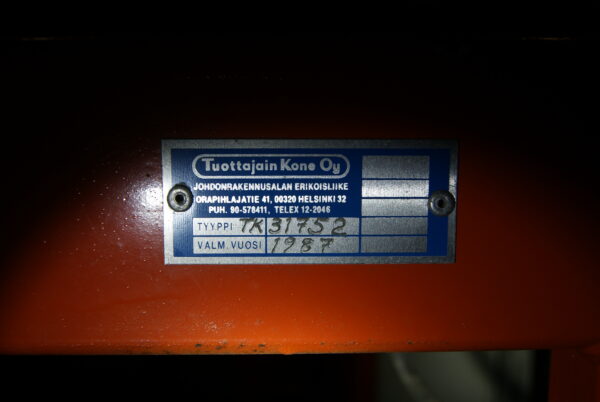 Tuottajain Kone Oy
JOHDONRAKENNUSALAN ERIKOISLIIKE
ORAPIHLAJATIE 41, 00320 HELSINKI 32
PUH. 90-578411, TELEX 12-2046
TYYPPI TK 31752
VALM. VUOSI 1987